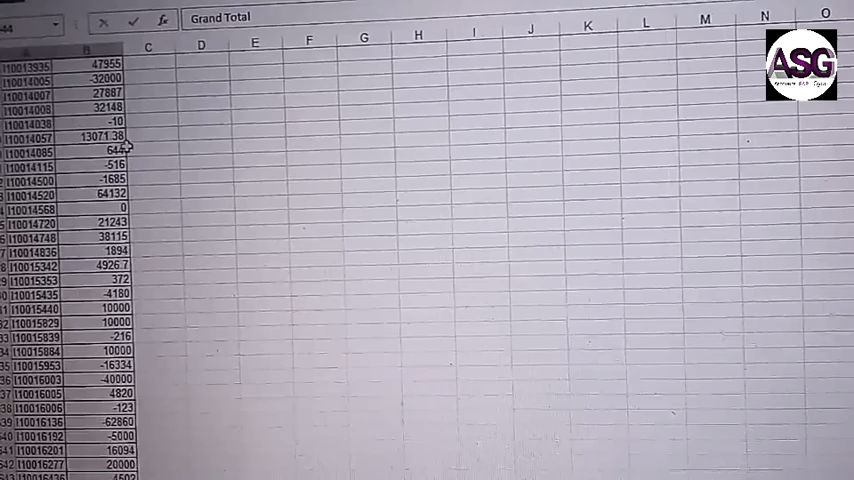 Grand Total
ASG
A B C D E F G H I J K L M N O
I10013935 47955
I10014005 -32000
I10014007 27887
I10014008 32148
I10014038 -10
I10014057 13071.38
I10014085
I10014115 -516
I10014500 -1685
I10014520 64132
I10014568 0
I10014720 21243
I10014748 38115
I10014836 1894
I10015342 4926.7
I10015353 372
I10015435 -4180
I10015440 10000
I10015829 10000
I10015839 -216
I10015884 10000
I10015953 -16334
I10016003 -40000
I10016005 4820
I10016006 -123
I10016136 -62860
I10016192 -5000
I10016201 16094
I10016277 20000
I10016436 4502